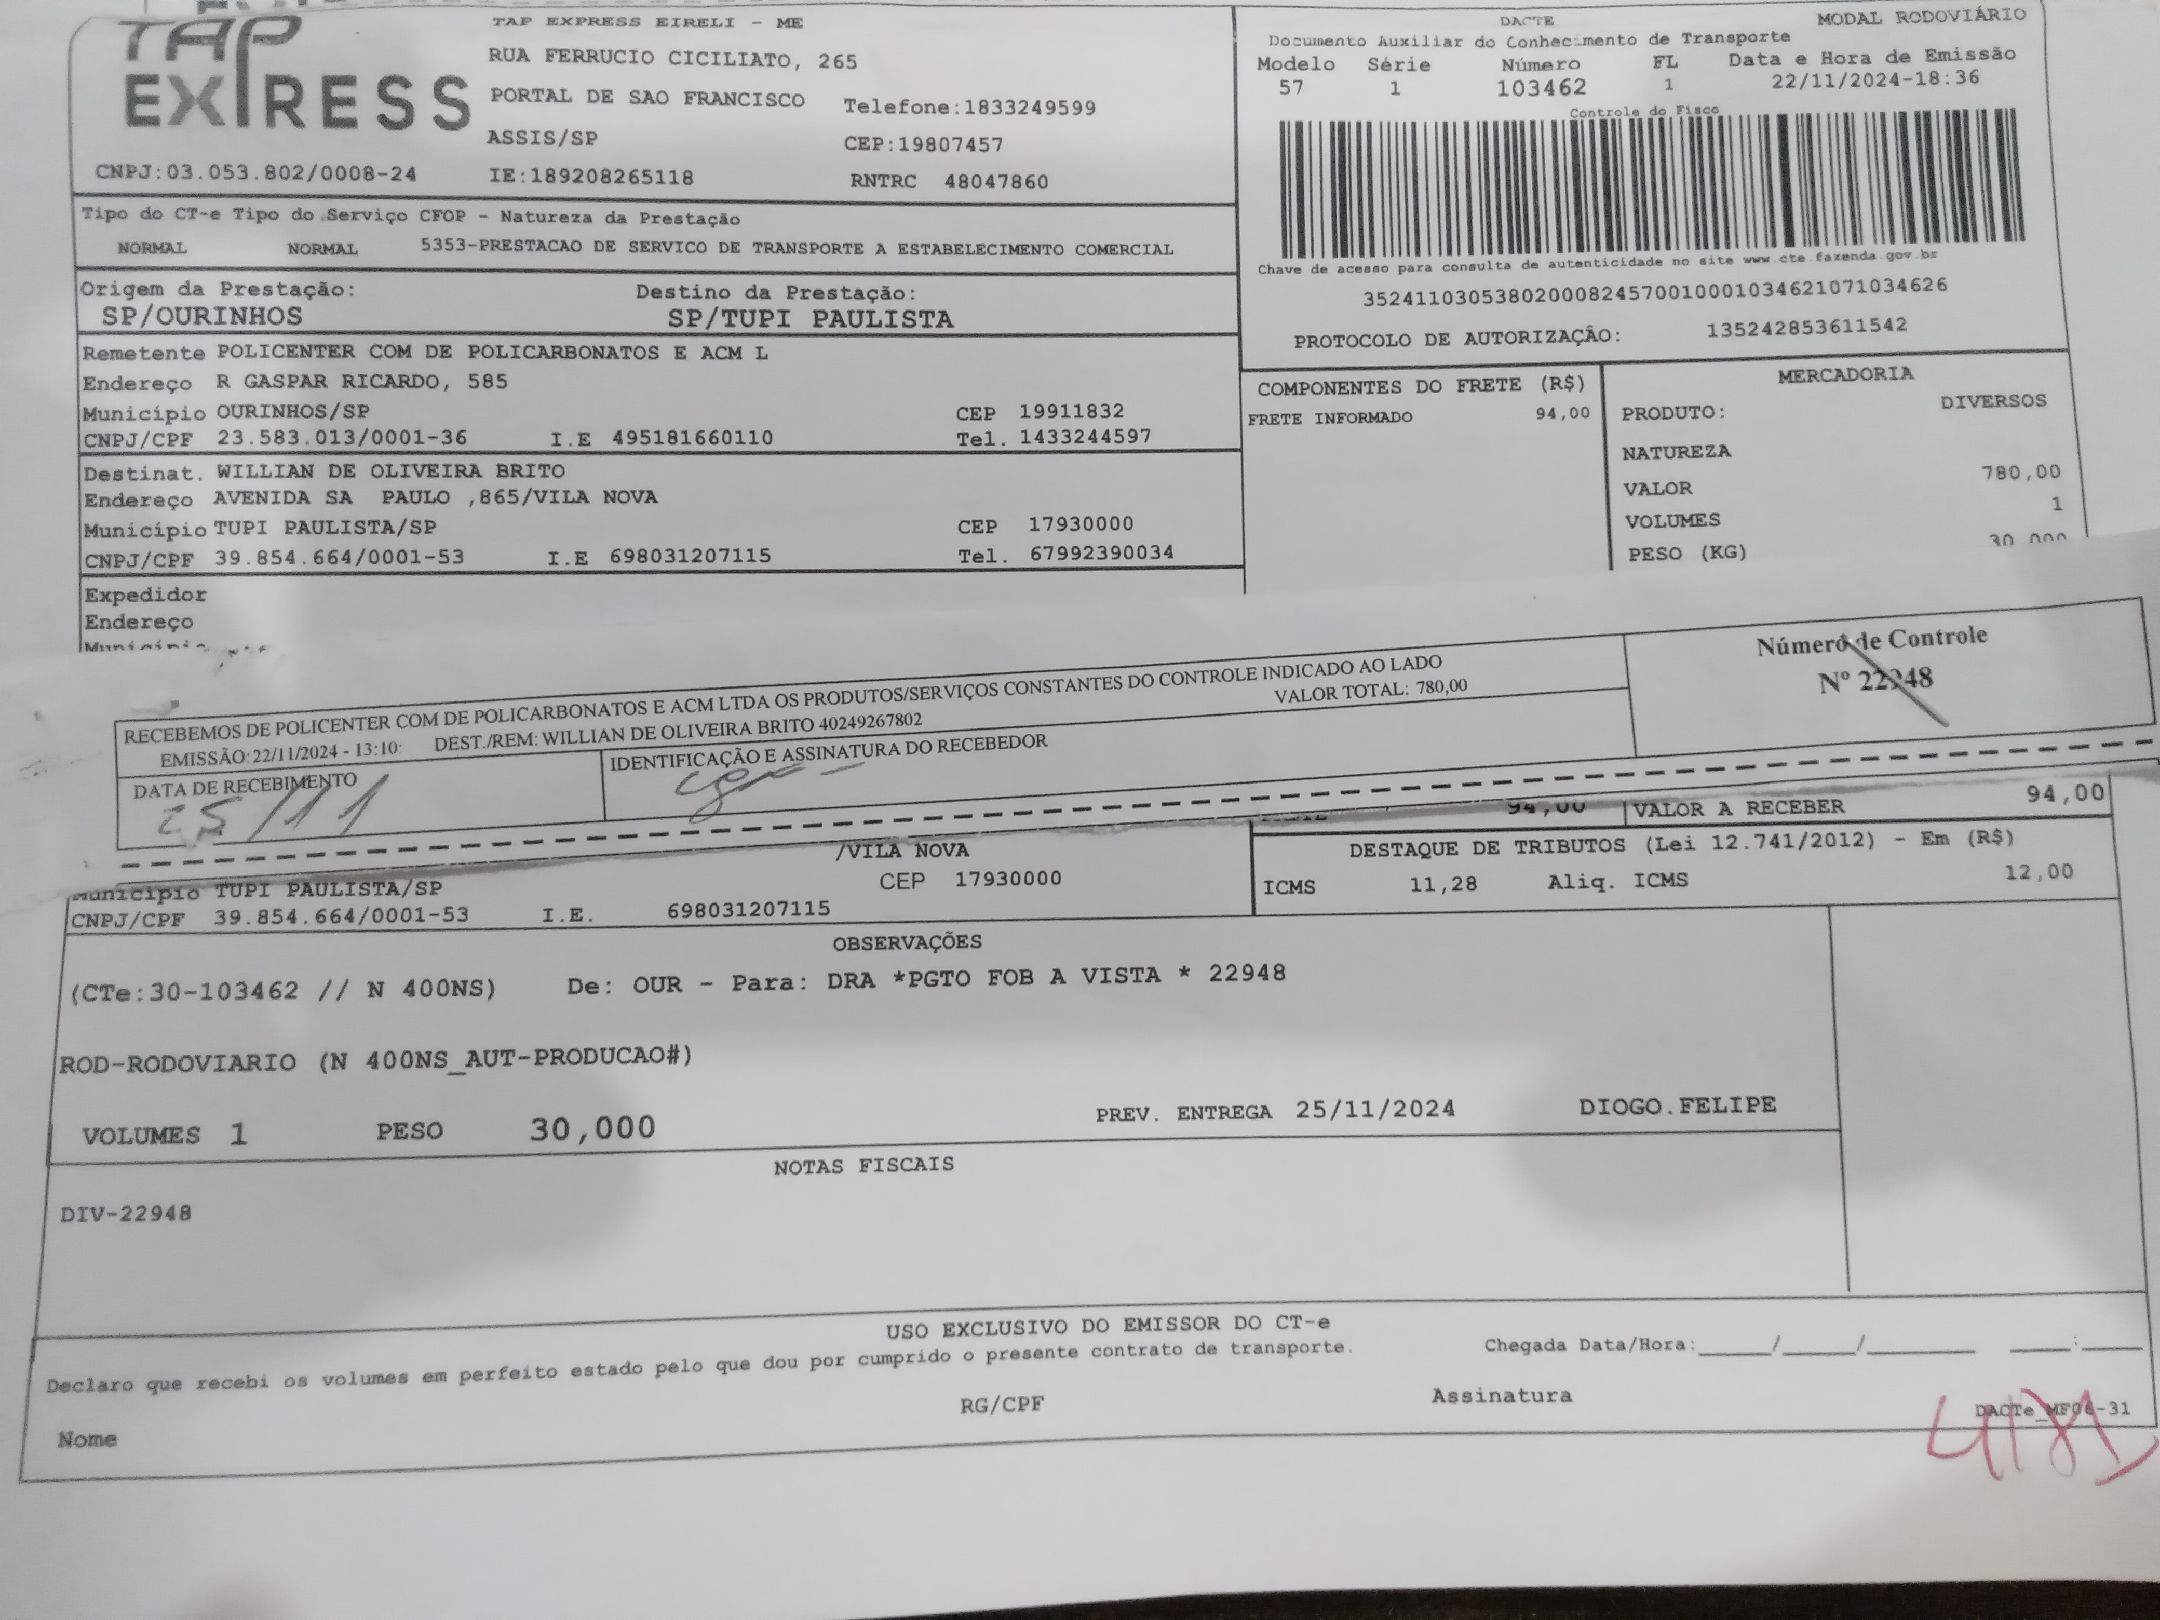 TAP EXPRESS
TAP EXPRESS EIRELI - ME
RUA FERRUCIO CICILIATO, 265
PORTAL DE SAO FRANCISCO Telefone:1833249599
ASSIS/SP CEP:19807457
CNPJ:03.053.802/0008-24 IE:189208265118 RNTRC 48047860
DACTE MODAL RODOVIÁRIO
Documento Auxiliar do Conhecimento de Transporte
Modelo Série Número FL Data e Hora de Emissão
57 1 103462 1 22/11/2024-18:36
Controle do Fisco
Chave de acesso para consulta de autenticidade no site www.cte.fazenda.gov.br
35241103053802000824570010001034621071034626
PROTOCOLO DE AUTORIZAÇÃO: 135242853611542
Tipo do CT-e Tipo do Serviço CFOP - Natureza da Prestação
NORMAL NORMAL 5353-PRESTACAO DE SERVICO DE TRANSPORTE A ESTABELECIMENTO COMERCIAL
Origem da Prestação: Destino da Prestação:
SP/OURINHOS SP/TUPI PAULISTA
Remetente POLICENTER COM DE POLICARBONATOS E ACM L
Endereço R GASPAR RICARDO, 585
Município OURINHOS/SP CEP 19911832
CNPJ/CPF 23.583.013/0001-36 I.E 495181660110 Tel. 1433244597
Destinat. WILLIAN DE OLIVEIRA BRITO
Endereço AVENIDA SA PAULO ,865/VILA NOVA
Município TUPI PAULISTA/SP CEP 17930000
CNPJ/CPF 39.854.664/0001-53 I.E 698031207115 Tel. 67992390034
Expedidor
Endereço
COMPONENTES DO FRETE (R$)
FRETE INFORMADO 94,00
MERCADORIA
PRODUTO: DIVERSOS
NATUREZA
VALOR 780,00
VOLUMES 1
PESO (KG) 30,000
RECEBEMOS DE POLICENTER COM DE POLICARBONATOS E ACM LTDA OS PRODUTOS/SERVIÇOS CONSTANTES DO CONTROLE INDICADO AO LADO
EMISSÃO:22/11/2024 - 13:10: DEST./REM: WILLIAN DE OLIVEIRA BRITO 40249267802 VALOR TOTAL: 780,00
Número de Controle
Nº 22948
DATA DE RECEBIMENTO IDENTIFICAÇÃO E ASSINATURA DO RECEBEDOR
25/11
94,00 VALOR A RECEBER 94,00
/VILA NOVA
Município TUPI PAULISTA/SP CEP 17930000
CNPJ/CPF 39.854.664/0001-53 I.E. 698031207115
DESTAQUE DE TRIBUTOS (Lei 12.741/2012) - Em (R$)
ICMS 11,28 Aliq. ICMS 12,00
OBSERVAÇÕES
(CTe:30-103462 // N 400NS) De: OUR - Para: DRA *PGTO FOB A VISTA * 22948
ROD-RODOVIARIO (N 400NS_AUT-PRODUCAO#)
VOLUMES 1 PESO 30,000 PREV. ENTREGA 25/11/2024 DIOGO.FELIPE
NOTAS FISCAIS
DIV-22948
USO EXCLUSIVO DO EMISSOR DO CT-e
Declaro que recebi os volumes em perfeito estado pelo que dou por cumprido o presente contrato de transporte. Chegada Data/Hora:_____/_____/________ _____:_____
Nome RG/CPF Assinatura
DACTe_MF06-31